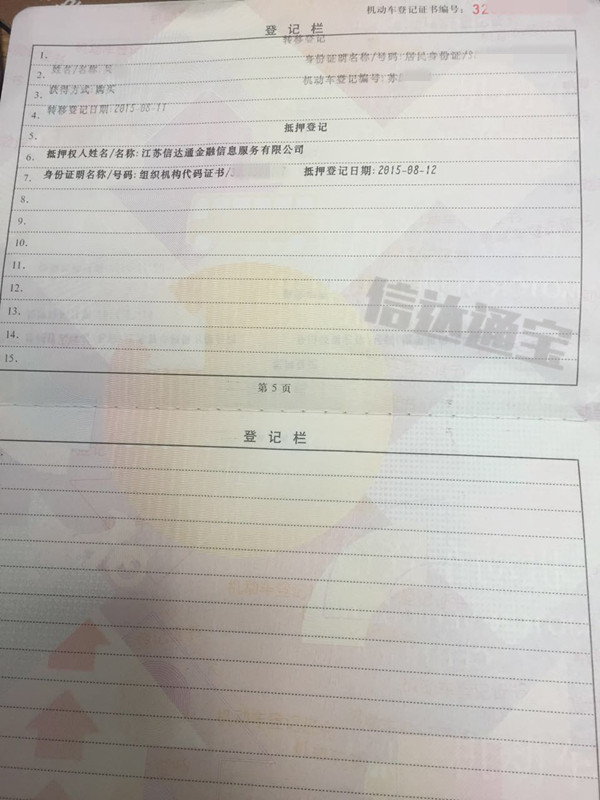 机动车登记证书编号：32
登记栏
转移登记
1.
身份证明名称/号码:居民身份证/3
2. 姓名/名称:吴
机动车登记编号:苏
3. 获得方式:购买
4. 转移登记日期:2015-08-11
5. 抵押登记
6. 抵押权人姓名/名称:江苏信达通金融信息服务有限公司
7. 身份证明名称/号码:组织机构代码证书/ 抵押登记日期:2015-08-12
8.
9.
10.
11.
12.
信达通宝
13.
14.
15.
第 5 页
登记栏